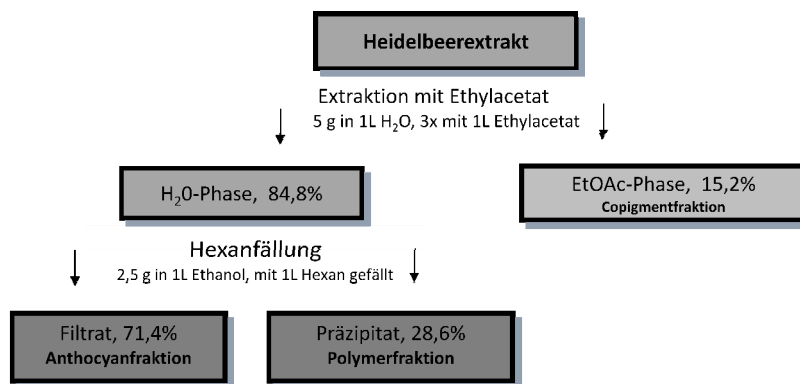 Heidelbeerextrakt
Extraktion mit Ethylacetat
5 g in 1L H₂O, 3x mit 1L Ethylacetat
H₂0-Phase, 84,8%
EtOAc-Phase, 15,2%
Copigmentfraktion
Hexanfällung
2,5 g in 1L Ethanol, mit 1L Hexan gefällt
Filtrat, 71,4%
Anthocyanfraktion
Präzipitat, 28,6%
Polymerfraktion